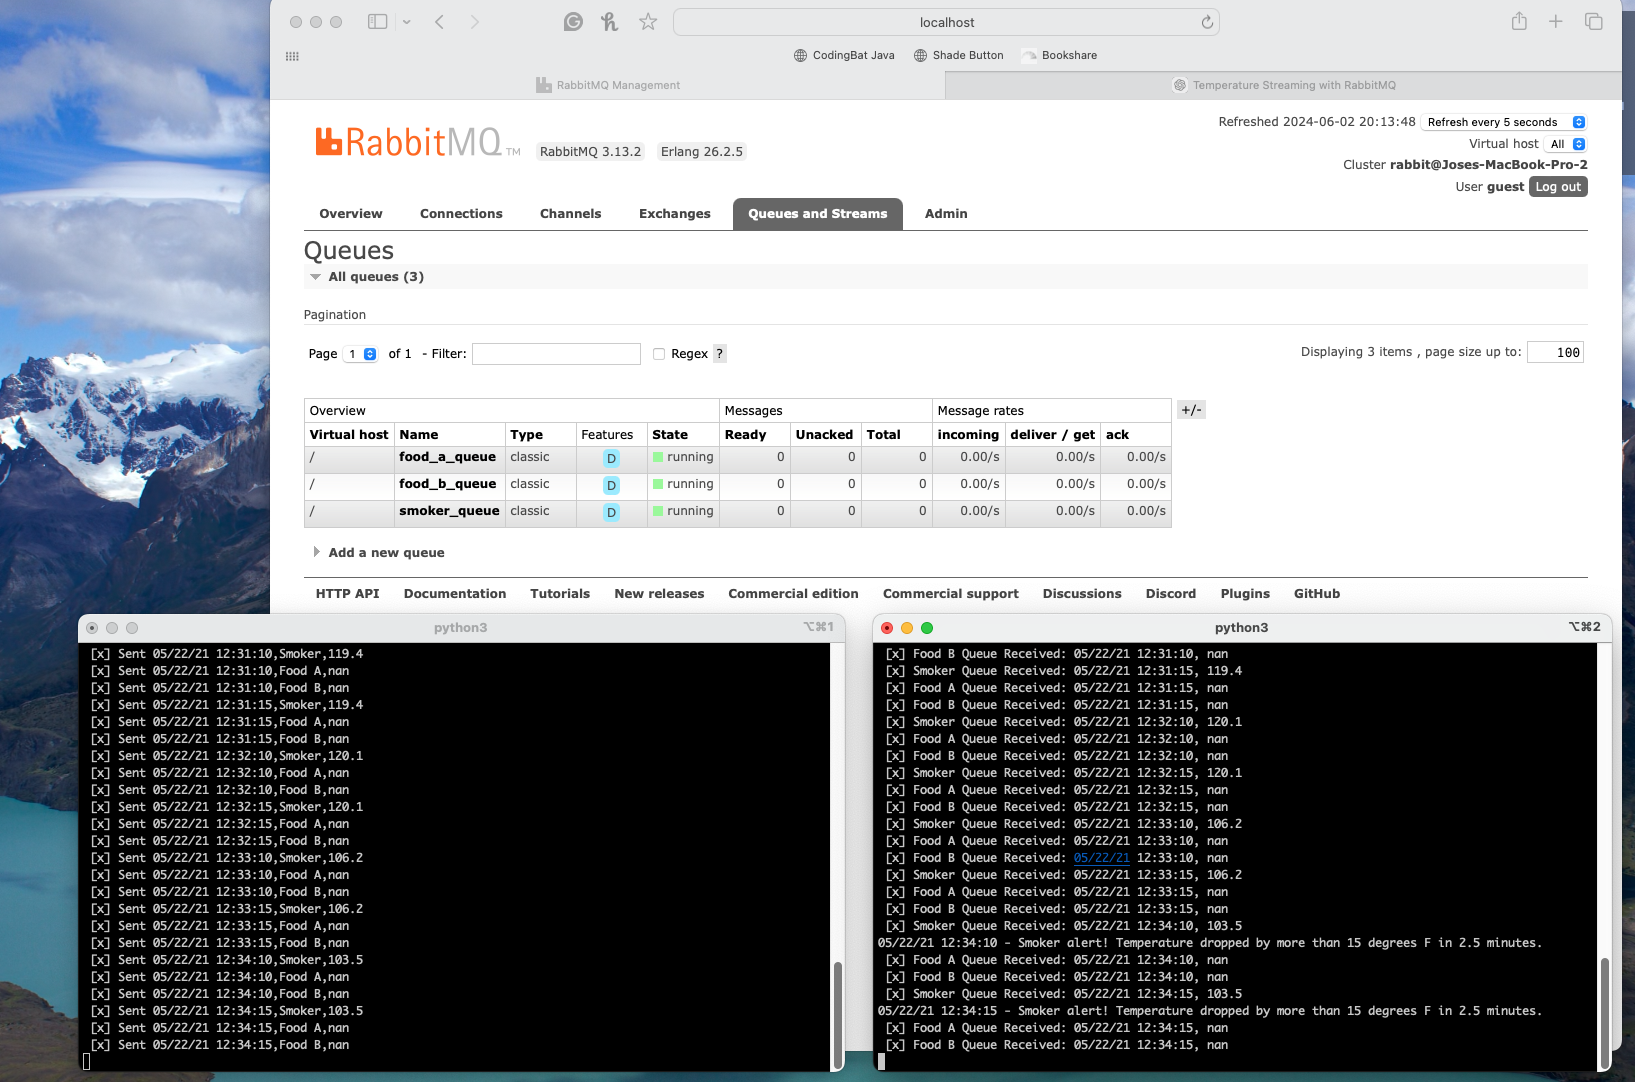 localhost
CodingBat Java Shade Button Bookshare
RabbitMQ Management Temperature Streaming with RabbitMQ
Refreshed 2024-06-02 20:13:48 Refresh every 5 seconds
Virtual host All
Cluster rabbit@Joses-MacBook-Pro-2
User guest Log out
RabbitMQ TM RabbitMQ 3.13.2 Erlang 26.2.5
Overview Connections Channels Exchanges Queues and Streams Admin
Queues
All queues (3)
Pagination
Page 1 of 1 - Filter: Regex ? Displaying 3 items , page size up to: 100
Overview Messages Message rates +/-
Virtual host Name Type Features State Ready Unacked Total incoming deliver / get ack
/ food_a_queue classic D running 0 0 0 0.00/s 0.00/s 0.00/s
/ food_b_queue classic D running 0 0 0 0.00/s 0.00/s 0.00/s
/ smoker_queue classic D running 0 0 0 0.00/s 0.00/s 0.00/s
Add a new queue
HTTP API Documentation Tutorials New releases Commercial edition Commercial support Discussions Discord Plugins GitHub
python3 ⌥⌘1
[x] Sent 05/22/21 12:31:10,Smoker,119.4
[x] Sent 05/22/21 12:31:10,Food A,nan
[x] Sent 05/22/21 12:31:10,Food B,nan
[x] Sent 05/22/21 12:31:15,Smoker,119.4
[x] Sent 05/22/21 12:31:15,Food A,nan
[x] Sent 05/22/21 12:31:15,Food B,nan
[x] Sent 05/22/21 12:32:10,Smoker,120.1
[x] Sent 05/22/21 12:32:10,Food A,nan
[x] Sent 05/22/21 12:32:10,Food B,nan
[x] Sent 05/22/21 12:32:15,Smoker,120.1
[x] Sent 05/22/21 12:32:15,Food A,nan
[x] Sent 05/22/21 12:32:15,Food B,nan
[x] Sent 05/22/21 12:33:10,Smoker,106.2
[x] Sent 05/22/21 12:33:10,Food A,nan
[x] Sent 05/22/21 12:33:10,Food B,nan
[x] Sent 05/22/21 12:33:15,Smoker,106.2
[x] Sent 05/22/21 12:33:15,Food A,nan
[x] Sent 05/22/21 12:33:15,Food B,nan
[x] Sent 05/22/21 12:34:10,Smoker,103.5
[x] Sent 05/22/21 12:34:10,Food A,nan
[x] Sent 05/22/21 12:34:10,Food B,nan
[x] Sent 05/22/21 12:34:15,Smoker,103.5
[x] Sent 05/22/21 12:34:15,Food A,nan
[x] Sent 05/22/21 12:34:15,Food B,nan
python3 ⌥⌘2
[x] Food B Queue Received: 05/22/21 12:31:10, nan
[x] Smoker Queue Received: 05/22/21 12:31:15, 119.4
[x] Food A Queue Received: 05/22/21 12:31:15, nan
[x] Food B Queue Received: 05/22/21 12:31:15, nan
[x] Smoker Queue Received: 05/22/21 12:32:10, 120.1
[x] Food A Queue Received: 05/22/21 12:32:10, nan
[x] Food B Queue Received: 05/22/21 12:32:10, nan
[x] Smoker Queue Received: 05/22/21 12:32:15, 120.1
[x] Food A Queue Received: 05/22/21 12:32:15, nan
[x] Food B Queue Received: 05/22/21 12:32:15, nan
[x] Smoker Queue Received: 05/22/21 12:33:10, 106.2
[x] Food A Queue Received: 05/22/21 12:33:10, nan
[x] Food B Queue Received: 05/22/21 12:33:10, nan
[x] Smoker Queue Received: 05/22/21 12:33:15, 106.2
[x] Food A Queue Received: 05/22/21 12:33:15, nan
[x] Food B Queue Received: 05/22/21 12:33:15, nan
[x] Smoker Queue Received: 05/22/21 12:34:10, 103.5
05/22/21 12:34:10 - Smoker alert! Temperature dropped by more than 15 degrees F in 2.5 minutes.
[x] Food A Queue Received: 05/22/21 12:34:10, nan
[x] Food B Queue Received: 05/22/21 12:34:10, nan
[x] Smoker Queue Received: 05/22/21 12:34:15, 103.5
05/22/21 12:34:15 - Smoker alert! Temperature dropped by more than 15 degrees F in 2.5 minutes.
[x] Food A Queue Received: 05/22/21 12:34:15, nan
[x] Food B Queue Received: 05/22/21 12:34:15, nan